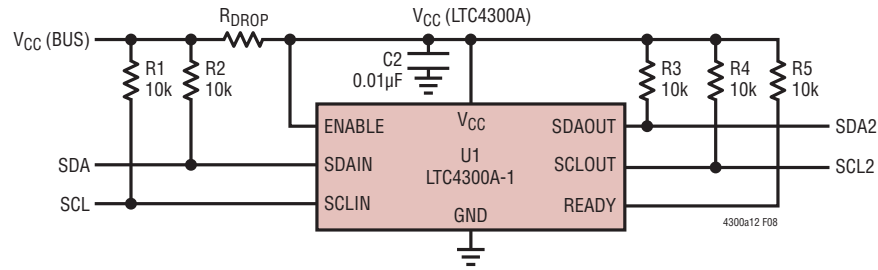 RDROP
VCC (LTC4300A)
VCC (BUS)
R1
10k
R2
10k
C2
0.01µF
R3
10k
R4
10k
R5
10k
ENABLE
VCC
SDAOUT
SDA2
SDA
SDAIN
U1
LTC4300A-1
SCLOUT
SCL2
SCL
SCLIN
GND
READY
4300a12 F08